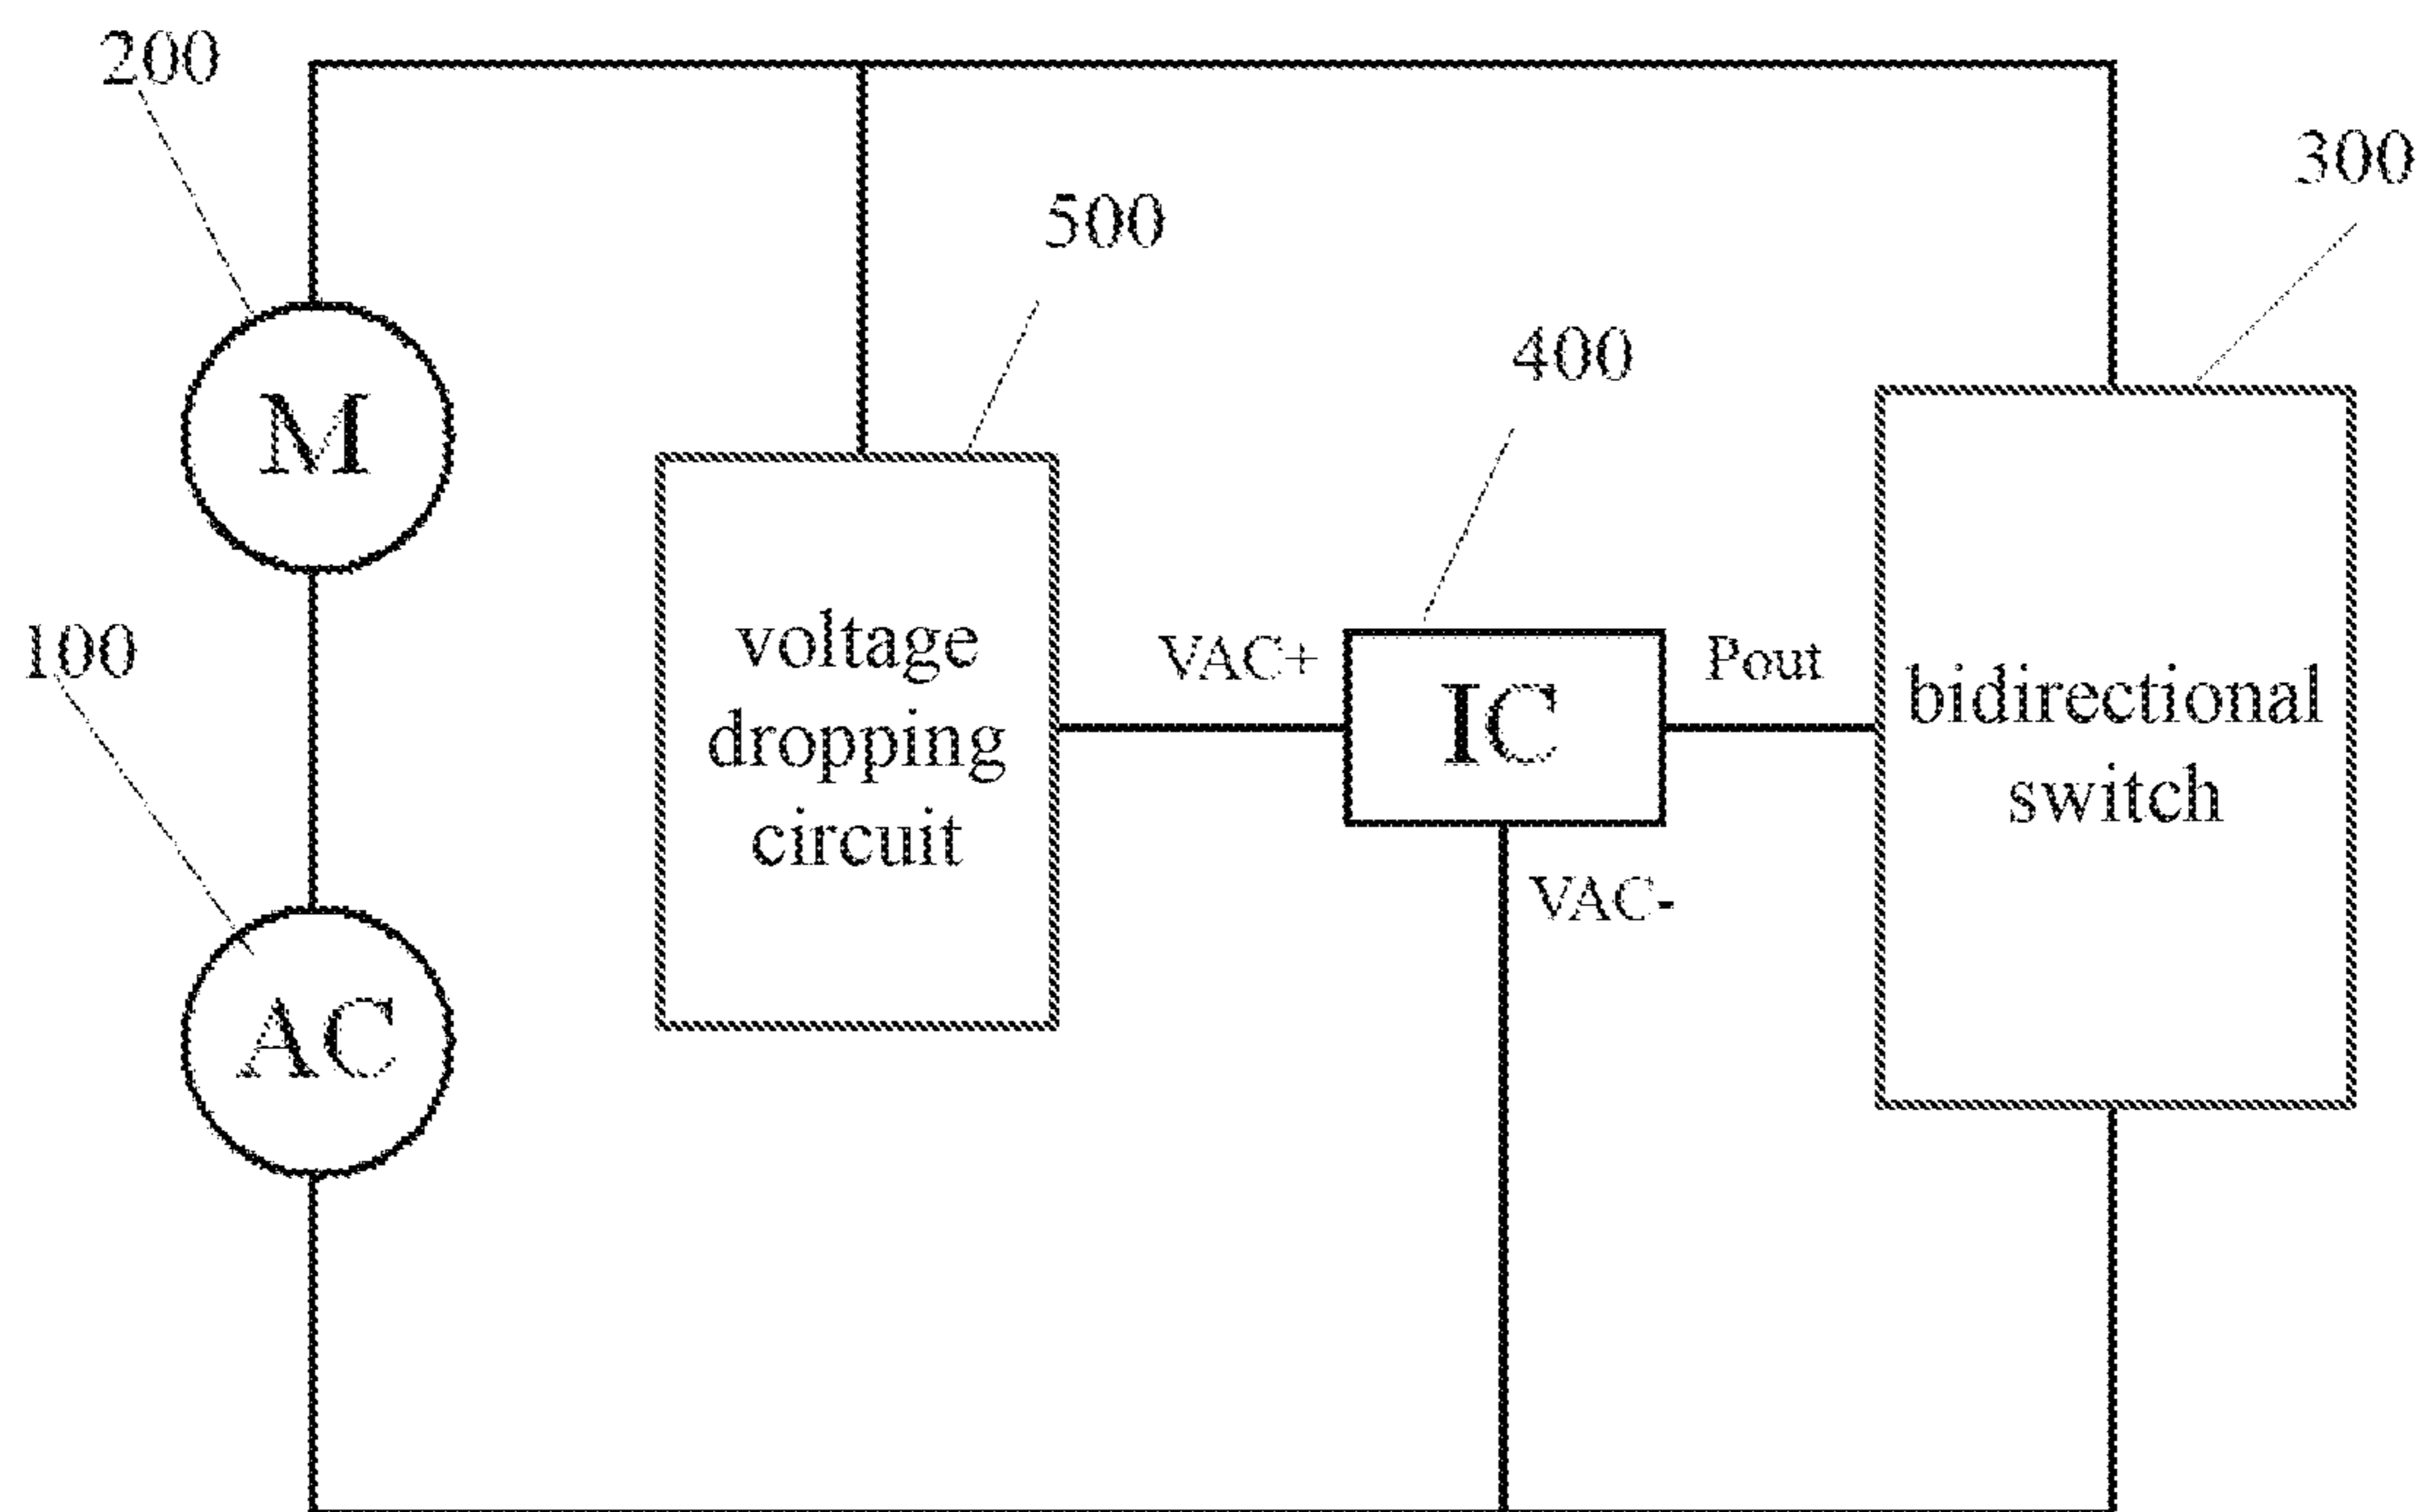 200
300
500
400
M
100
voltage
dropping
circuit
VAC+
IC
Pout
bidirectional
switch
VAC-
AC